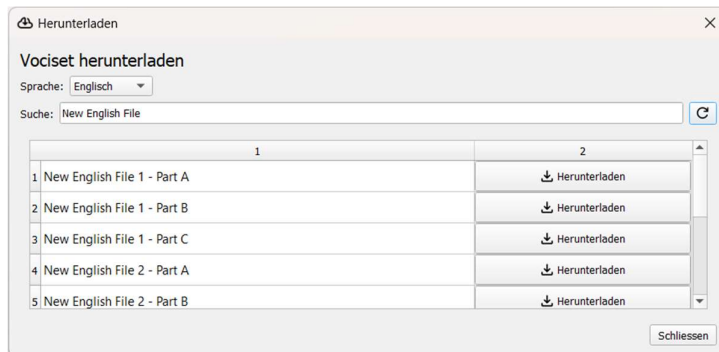 Herunterladen
Vociset herunterladen
Sprache: Englisch
Suche: New English File
1 2
1 New English File 1 - Part A Herunterladen
2 New English File 1 - Part B Herunterladen
3 New English File 1 - Part C Herunterladen
4 New English File 2 - Part A Herunterladen
5 New English File 2 - Part B Herunterladen
Schliessen